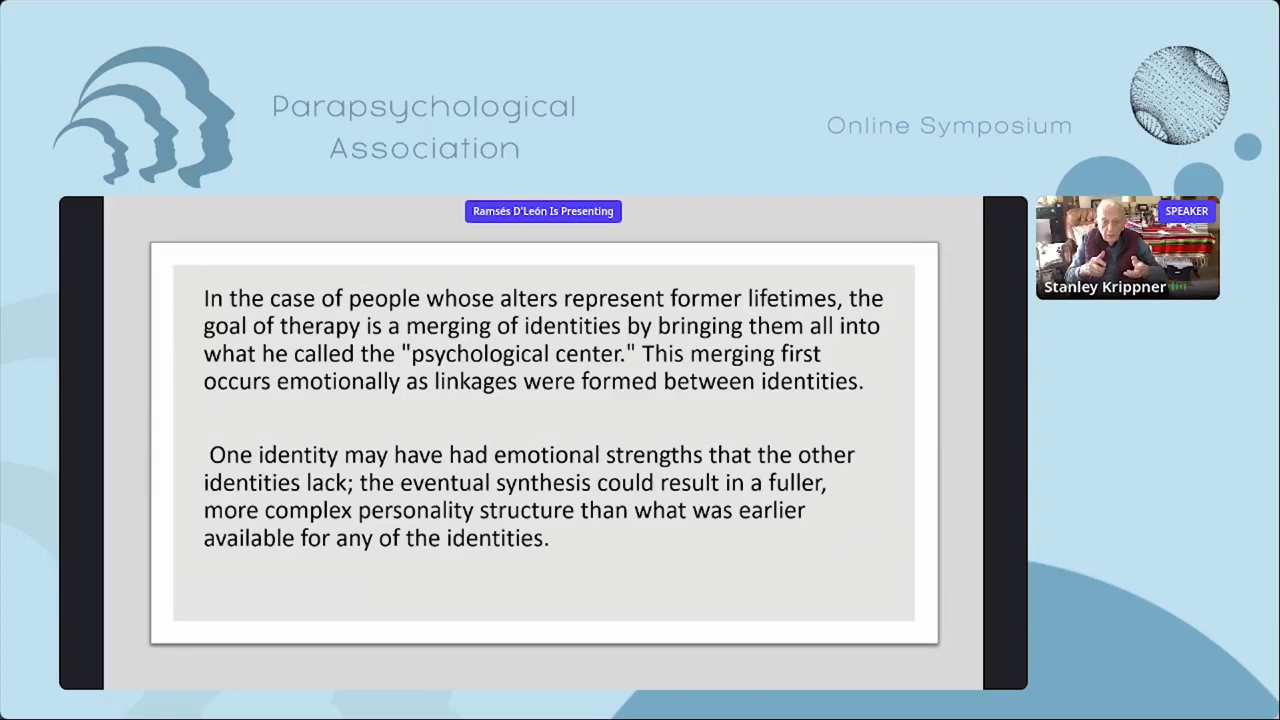 Parapsychological
Association
Online Symposium
Ramsés D'León Is Presenting
SPEAKER
Stanley Krippner
In the case of people whose alters represent former lifetimes, the
goal of therapy is a merging of identities by bringing them all into
what he called the "psychological center." This merging first
occurs emotionally as linkages were formed between identities.
One identity may have had emotional strengths that the other
identities lack; the eventual synthesis could result in a fuller,
more complex personality structure than what was earlier
available for any of the identities.